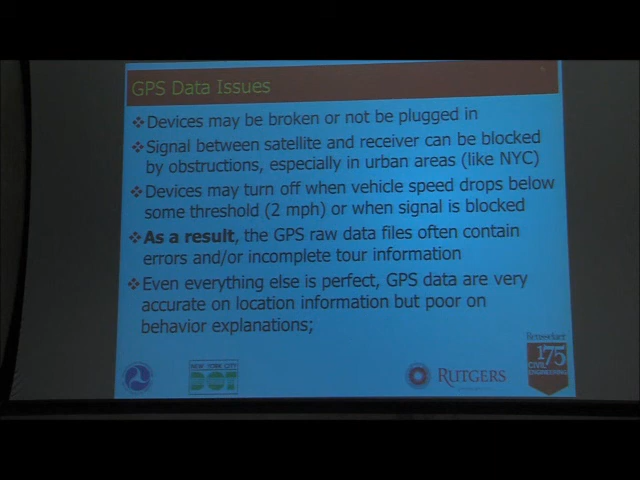 GPS Data Issues
❖Devices may be broken or not be plugged in
❖Signal between satellite and receiver can be blocked
by obstructions, especially in urban areas (like NYC)
❖Devices may turn off when vehicle speed drops below
some threshold (2 mph) or when signal is blocked
❖As a result, the GPS raw data files often contain
errors and/or incomplete tour information
❖Even everything else is perfect, GPS data are very
accurate on location information but poor on
behavior explanations;
NEW YORK CITY
DOT
RUTGERS
Rensselaer
175
CIVIL
ENGINEERING